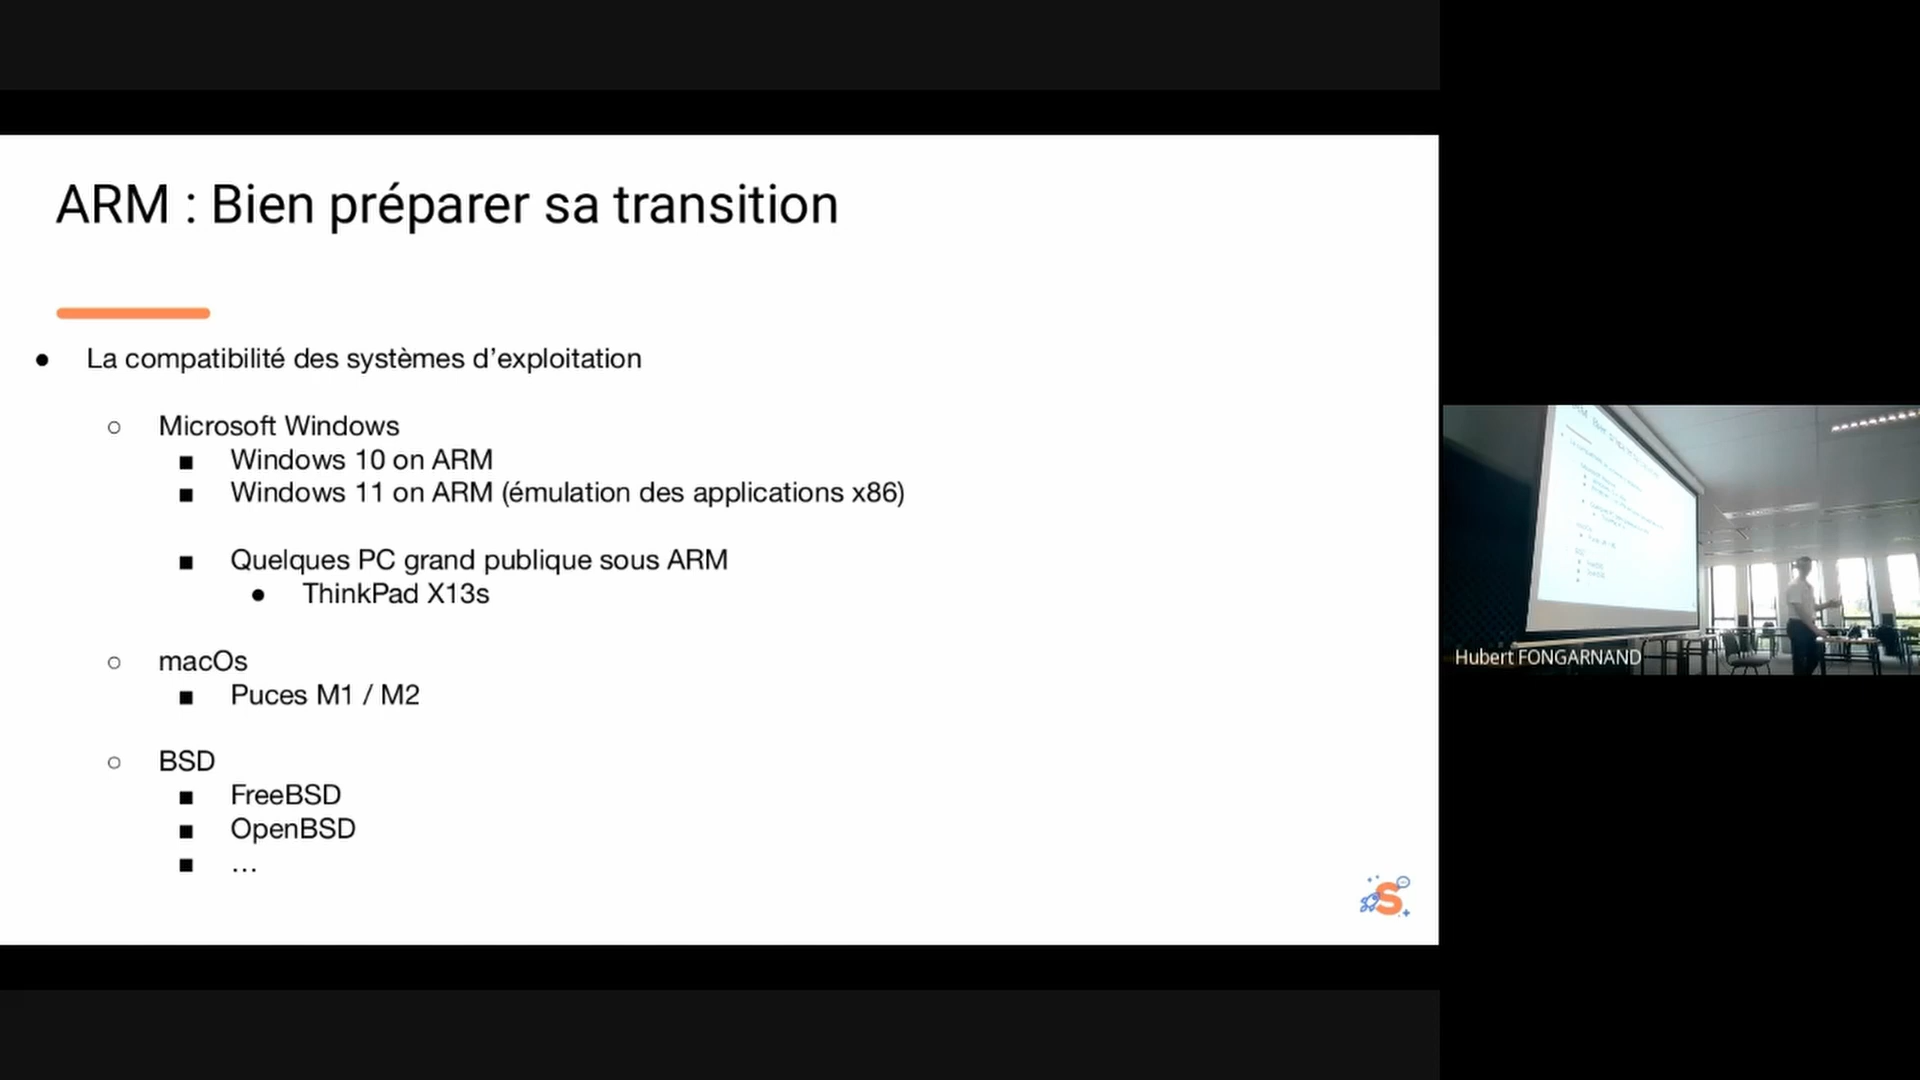 ARM : Bien préparer sa transition
● La compatibilité des systèmes d’exploitation
○ Microsoft Windows
■ Windows 10 on ARM
■ Windows 11 on ARM (émulation des applications x86)
■ Quelques PC grand publique sous ARM
● ThinkPad X13s
○ macOs
■ Puces M1 / M2
○ BSD
■ FreeBSD
■ OpenBSD
■ …
S
Hubert FONGARNAND